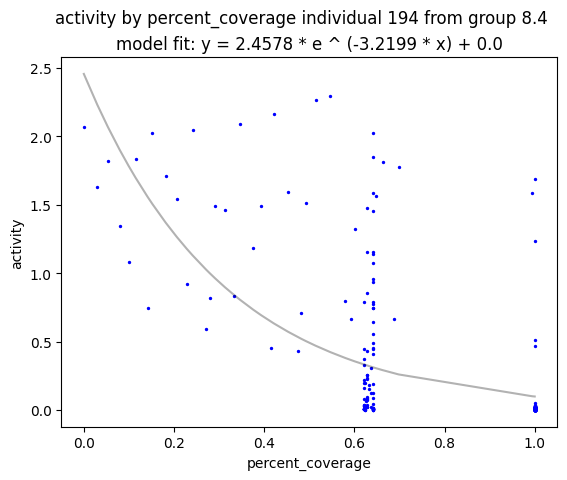 activity by percent_coverage individual 194 from group 8.4
model fit: y = 2.4578 * e ^ (-3.2199 * x) + 0.0
2.5
2.0
1.5
1.0
0.5
0.0
activity
0.0 0.2 0.4 0.6 0.8 1.0
percent_coverage